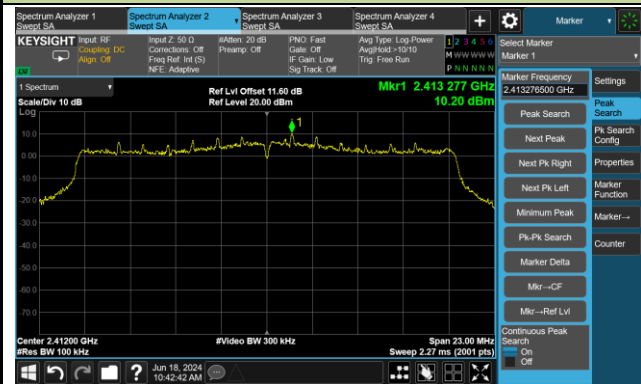 Spectrum Analyzer 1
Swept SA
Spectrum Analyzer 2
Swept SA
Spectrum Analyzer 3
Swept SA
Spectrum Analyzer 4
Swept SA
+
Marker
KEYSIGHT
Input: RF
Coupling: DC
Align: Off
Input Z: 50 Ω
Corrections: Off
Freq Ref: Int (S)
NFE: Adaptive
#Atten: 20 dB
Preamp: Off
PNO: Fast
Gate: Off
IF Gain: Low
Sig Track: Off
Avg Type: Log-Power
Avg|Hold:>10/10
Trig: Free Run
1 2 3 4 5 6
M W W W W W
P N N N N N
LXI
Select Marker
Marker 1
1 Spectrum
Scale/Div 10 dB
Log
Ref Lvl Offset 11.60 dB
Ref Level 20.00 dBm
Mkr1 2.413 277 GHz
10.20 dBm
Marker Frequency
2.413276500 GHz
Settings
Peak Search
Peak
Search
Next Peak
Pk Search
Config
Next Pk Right
Properties
Next Pk Left
Marker
Function
Minimum Peak
Marker→
Pk-Pk Search
Counter
Marker Delta
Mkr→CF
Mkr→Ref Lvl
Continuous Peak
Search
On
Off
1
10.0
0.00
-10.0
-20.0
-30.0
-40.0
-50.0
-60.0
-70.0
Center 2.41200 GHz
#Res BW 100 kHz
#Video BW 300 kHz
Span 23.00 MHz
Sweep 2.27 ms (2001 pts)
?
Jun 18, 2024
10:42:42 AM